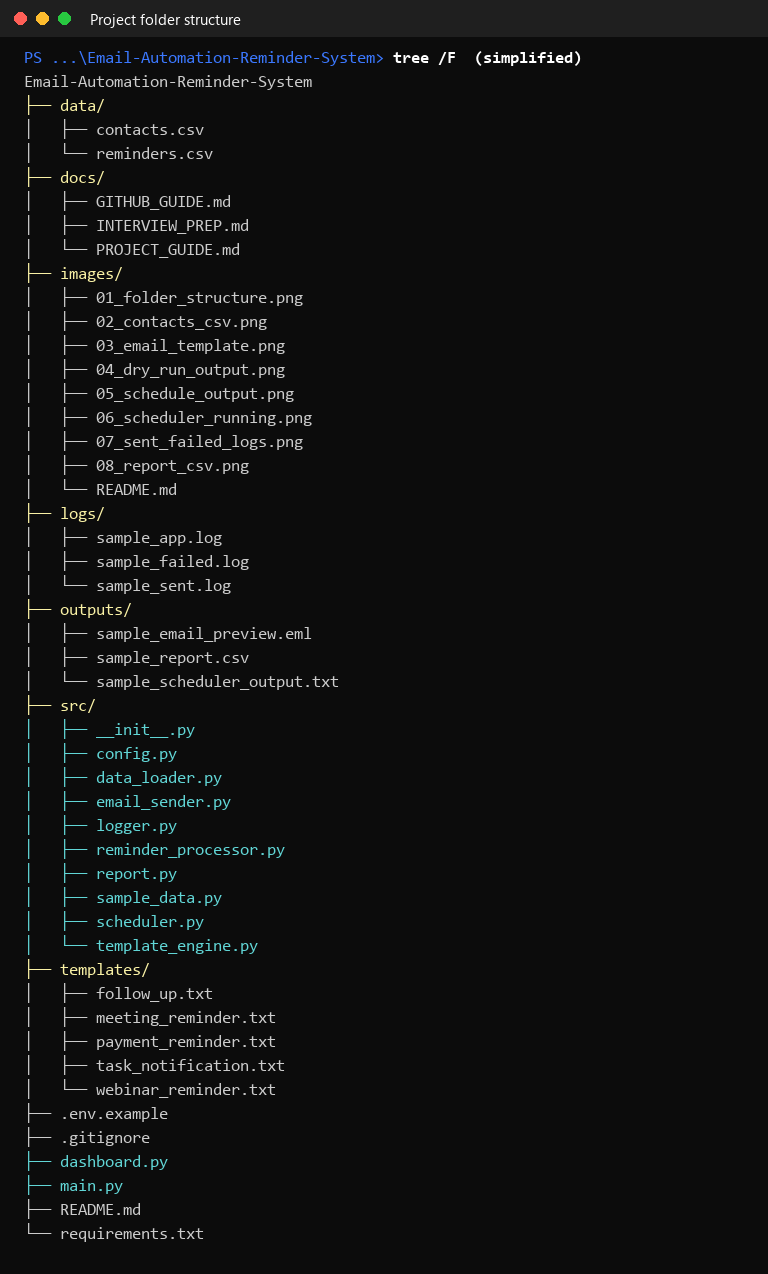 Project folder structure
PS ...\Email-Automation-Reminder-System> tree /F  (simplified)
Email-Automation-Reminder-System
├── data/
│   ├── contacts.csv
│   └── reminders.csv
├── docs/
│   ├── GITHUB_GUIDE.md
│   ├── INTERVIEW_PREP.md
│   └── PROJECT_GUIDE.md
├── images/
│   ├── 01_folder_structure.png
│   ├── 02_contacts_csv.png
│   ├── 03_email_template.png
│   ├── 04_dry_run_output.png
│   ├── 05_schedule_output.png
│   ├── 06_scheduler_running.png
│   ├── 07_sent_failed_logs.png
│   ├── 08_report_csv.png
│   └── README.md
├── logs/
│   ├── sample_app.log
│   ├── sample_failed.log
│   └── sample_sent.log
├── outputs/
│   ├── sample_email_preview.eml
│   ├── sample_report.csv
│   └── sample_scheduler_output.txt
├── src/
│   ├── __init__.py
│   ├── config.py
│   ├── data_loader.py
│   ├── email_sender.py
│   ├── logger.py
│   ├── reminder_processor.py
│   ├── report.py
│   ├── sample_data.py
│   ├── scheduler.py
│   └── template_engine.py
├── templates/
│   ├── follow_up.txt
│   ├── meeting_reminder.txt
│   ├── payment_reminder.txt
│   ├── task_notification.txt
│   └── webinar_reminder.txt
├── .env.example
├── .gitignore
├── dashboard.py
├── main.py
├── README.md
└── requirements.txt